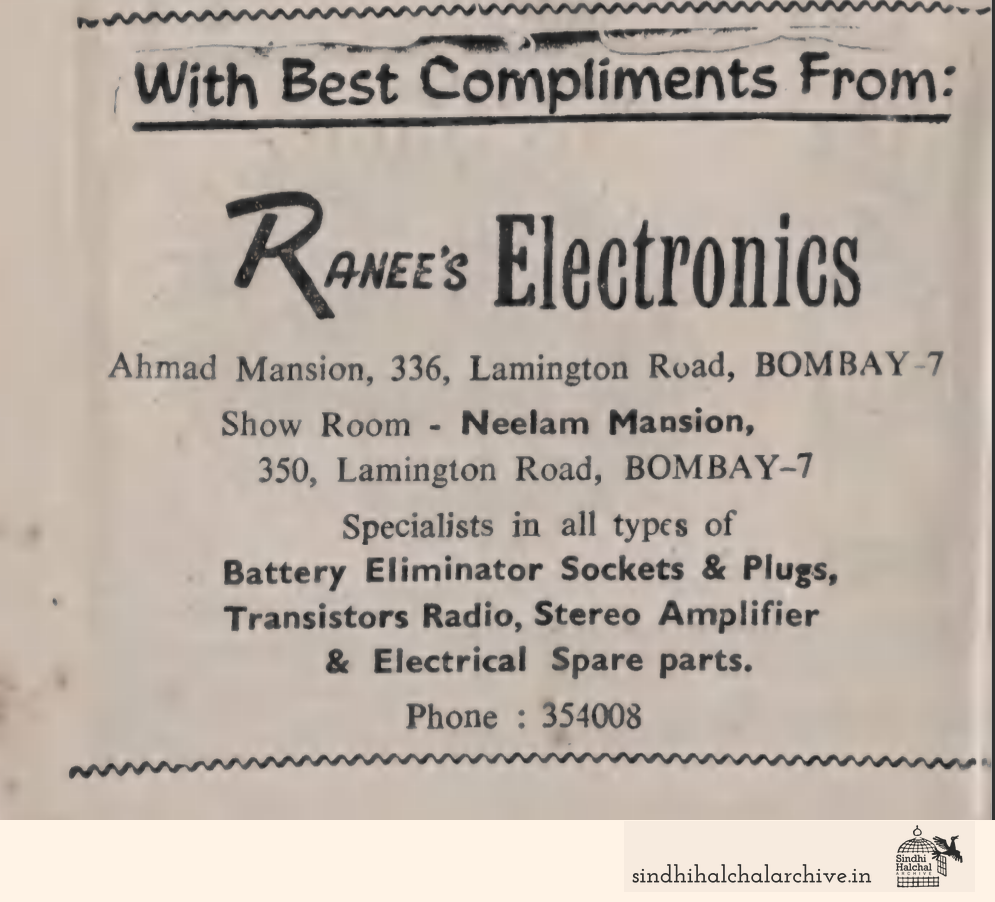 With Best Compliments From:
RANEE'S Electronics
Ahmad Mansion, 336, Lamington Road, BOMBAY-7
Show Room - Neelam Mansion,
350, Lamington Road, BOMBAY-7
Specialists in all types of
Battery Eliminator Sockets & Plugs,
Transistors Radio, Stereo Amplifier
& Electrical Spare parts.
Phone : 354008
sindhihalchalarchive.in
Sindhi
Halchal
ARCHIVE